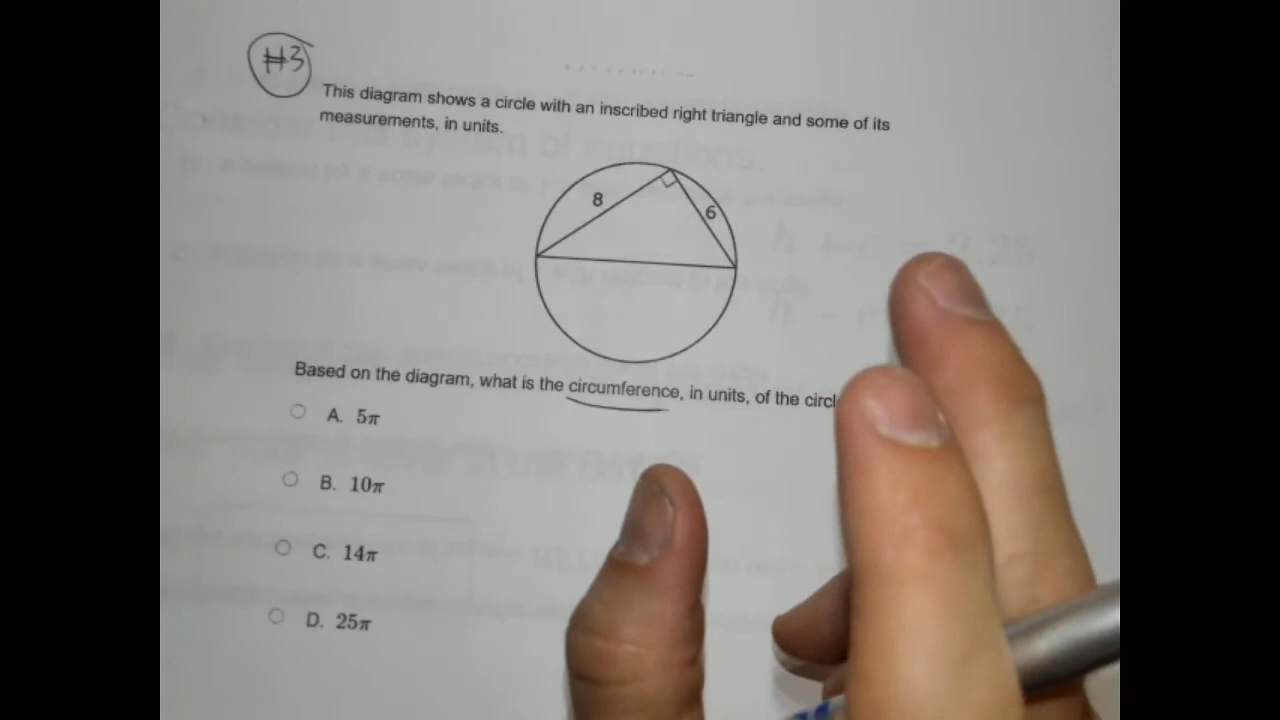 #3
This diagram shows a circle with an inscribed right triangle and some of its
measurements, in units.
8
6
Based on the diagram, what is the circumference, in units, of the
A. 5π
B. 10π
C. 14π
D. 25π